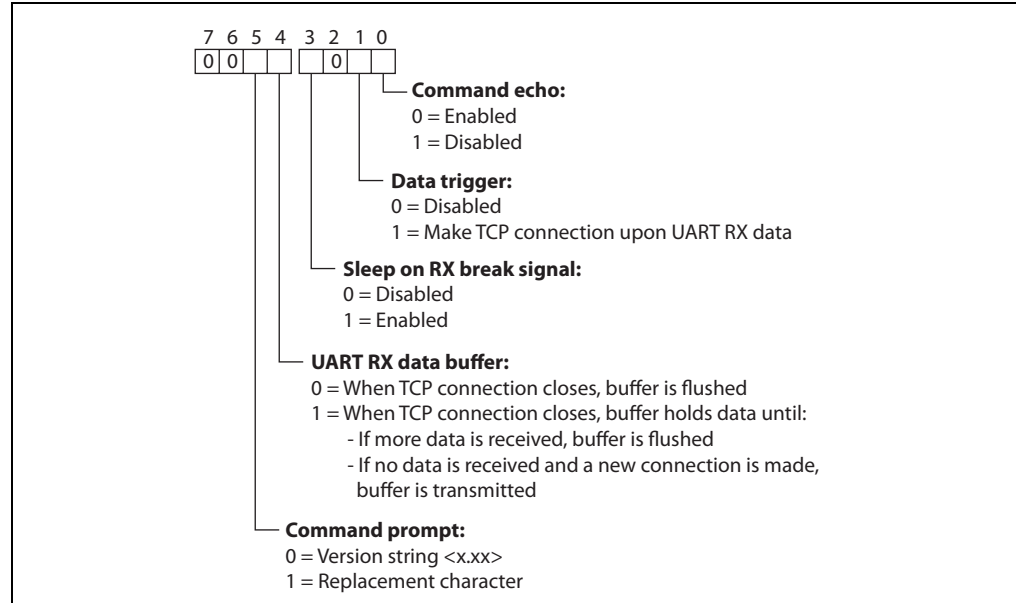 7 6 5 4 3 2 1 0
0 0 0
Command echo:
0 = Enabled
1 = Disabled
Data trigger:
0 = Disabled
1 = Make TCP connection upon UART RX data
Sleep on RX break signal:
0 = Disabled
1 = Enabled
UART RX data buffer:
0 = When TCP connection closes, buffer is flushed
1 = When TCP connection closes, buffer holds data until:
- If more data is received, buffer is flushed
- If no data is received and a new connection is made,
buffer is transmitted
Command prompt:
0 = Version string <x.xx>
1 = Replacement character